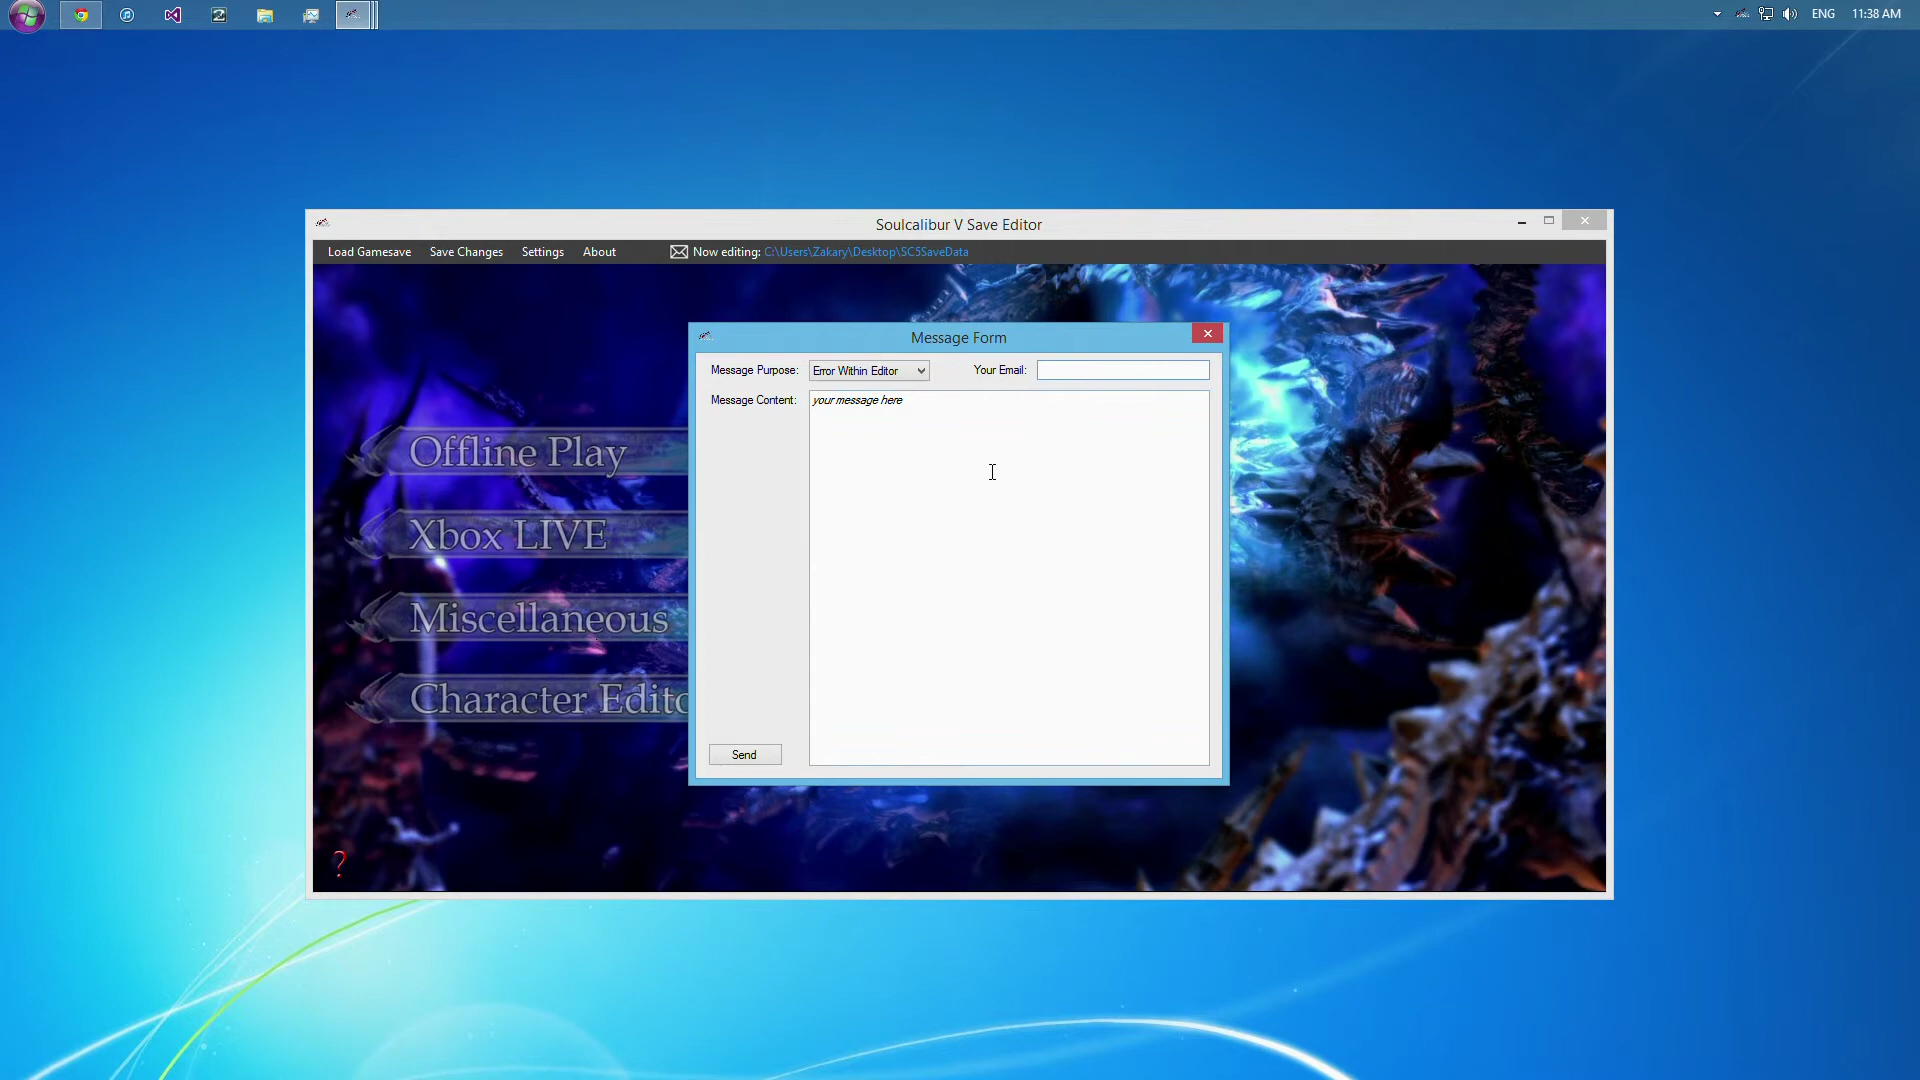 ENG 11:38 AM
Soulcalibur V Save Editor
Load Gamesave Save Changes Settings About Now editing: C:\Users\Zakary\Desktop\SC5SaveData
Message Form
Message Purpose: Error Within Editor Your Email:
Message Content: your message here
Offline Play
Xbox LIVE
Miscellaneous
Character Edito
Send
?